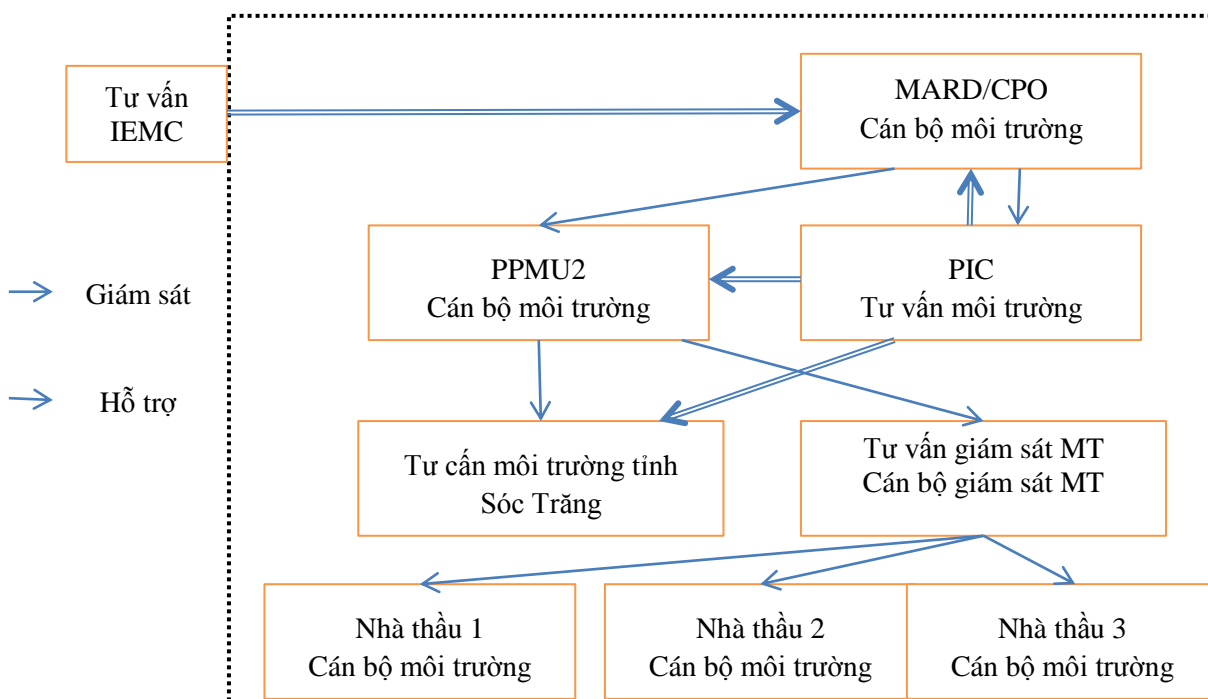 Tư vấn
IEMC
MARD/CPO
Cán bộ môi trường
PPMU2
Cán bộ môi trường
PIC
Tư vấn môi trường
Giám sát
Hỗ trợ
Tư cấn môi trường tỉnh
Sóc Trăng
Tư vấn giám sát MT
Cán bộ giám sát MT
Nhà thầu 1
Cán bộ môi trường
Nhà thầu 2
Cán bộ môi trường
Nhà thầu 3
Cán bộ môi trường